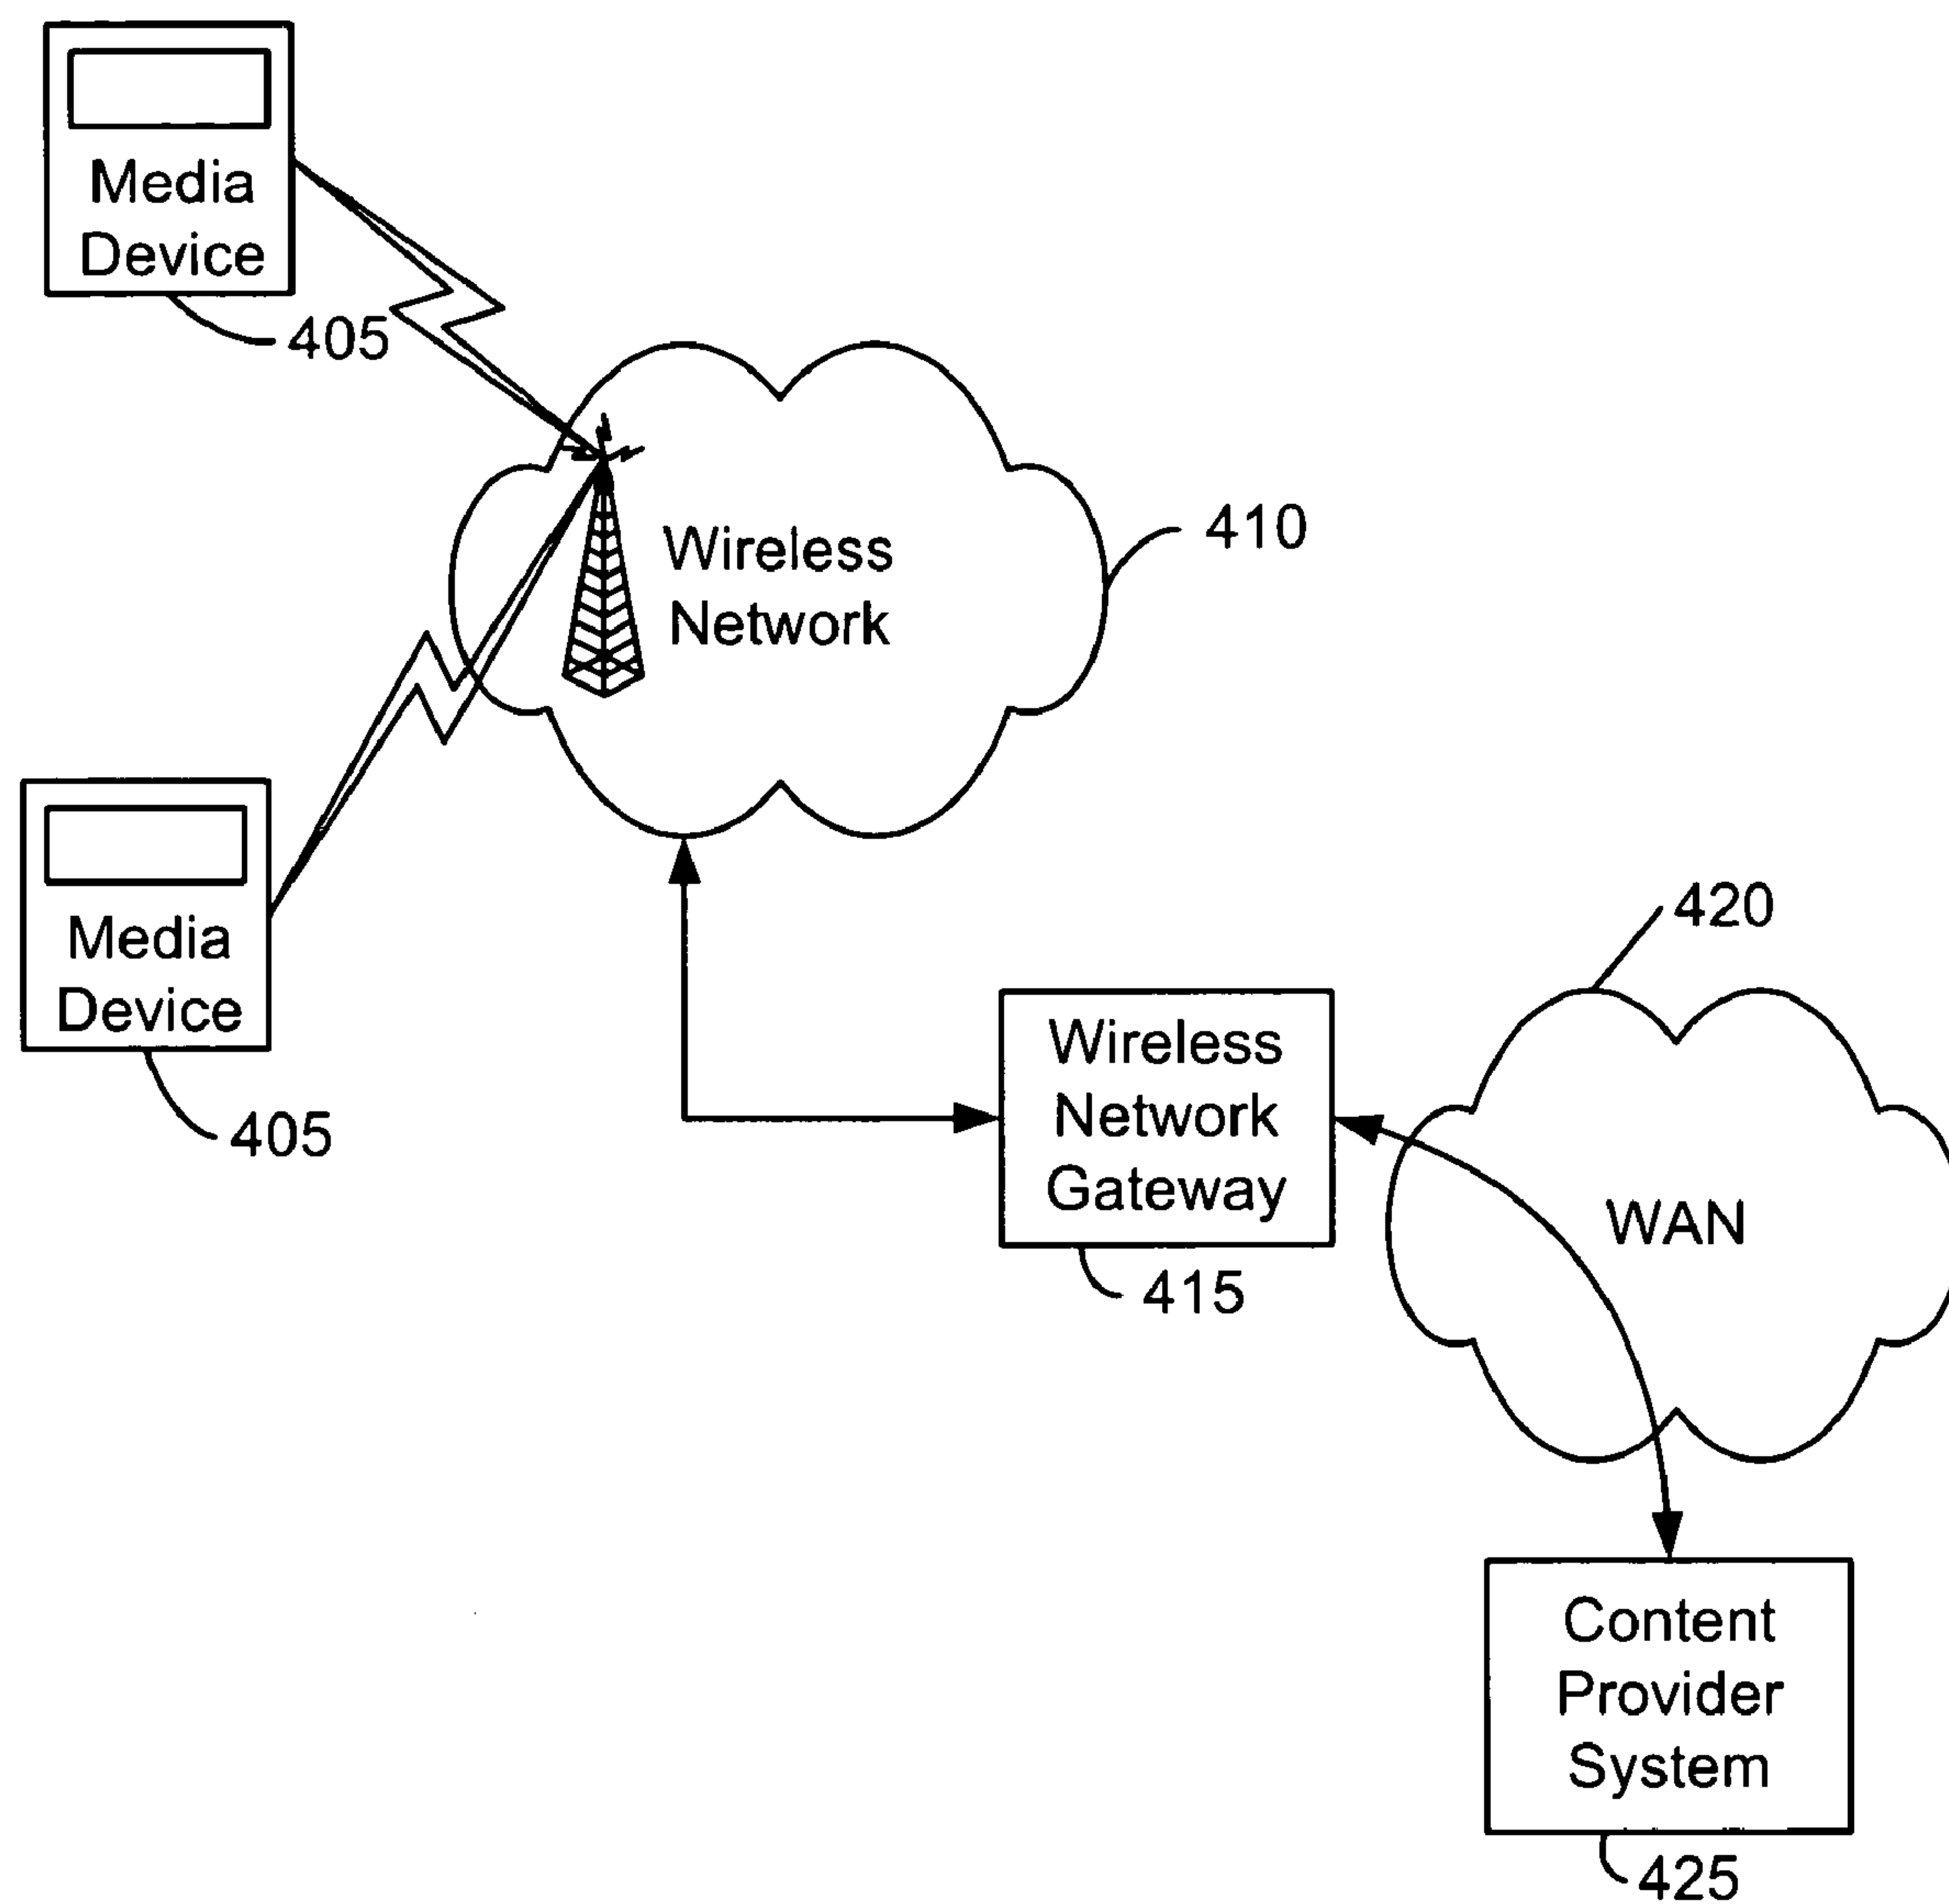 Media
Device
405
Wireless
Network
410
Media
Device
405
420
Wireless
Network
Gateway
415
WAN
Content
Provider
System
425